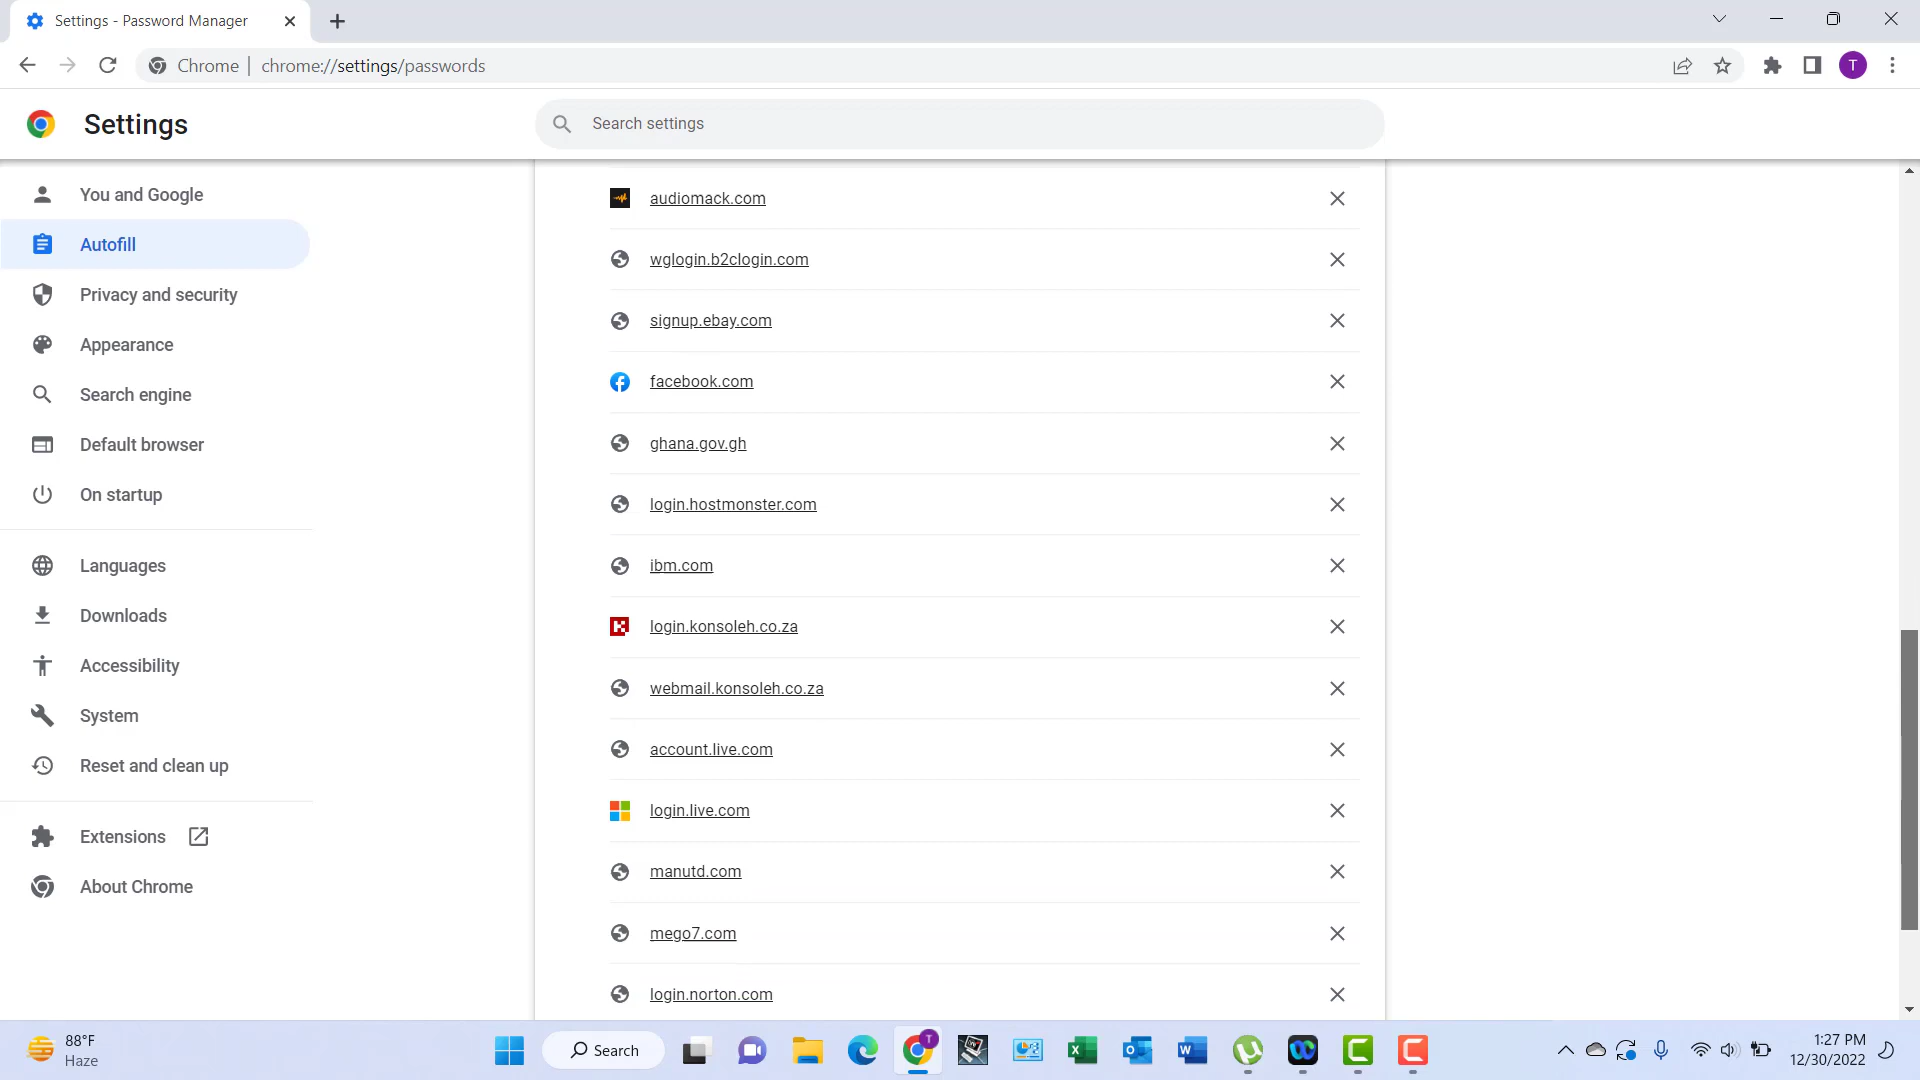 Settings - Password Manager
Chrome | chrome://settings/passwords
T
Settings
Search settings
You and Google
Autofill
Privacy and security
Appearance
Search engine
Default browser
On startup
Languages
Downloads
Accessibility
System
Reset and clean up
Extensions
About Chrome
audiomack.com
wglogin.b2clogin.com
signup.ebay.com
facebook.com
ghana.gov.gh
login.hostmonster.com
ibm.com
login.konsoleh.co.za
webmail.konsoleh.co.za
account.live.com
login.live.com
manutd.com
mego7.com
login.norton.com
88°F
Haze
Search
T
1:27 PM
12/30/2022